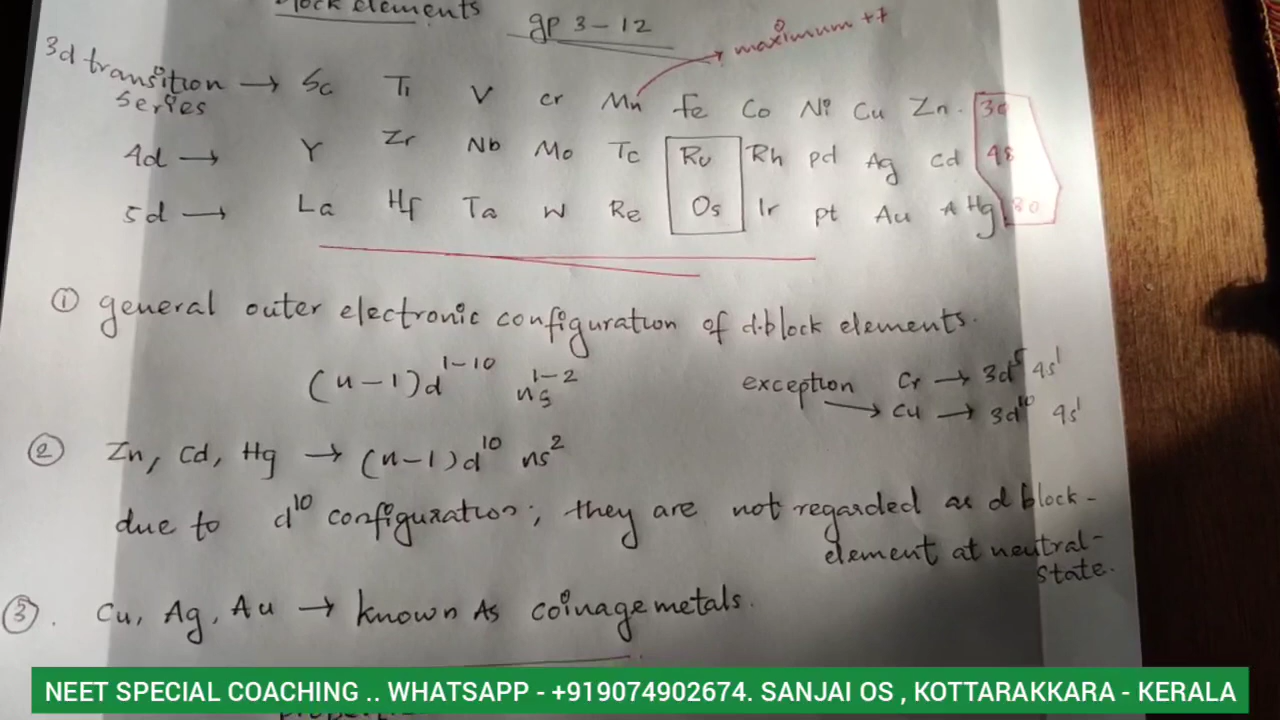 block elements
gp 3-12
maximum +7
3d transition series → Sc Ti V Cr Mn Fe Co Ni Cu Zn. 30
4d → Y Zr Nb Mo Tc Ru Rh pd Ag Cd 48
5d → La Hf Ta W Re Os Ir pt Au A Hg 80
① general outer electronic configuration of d.block elements.
(n-1)d¹⁻¹⁰ ns¹⁻²
exception Cr → 3d⁵ 4s¹
→ Cu → 3d¹⁰ 4s¹
② Zn, Cd, Hg → (n-1)d¹⁰ ns²
due to d¹⁰ configuration; they are not regarded as d block-
element at neutral-
state.
③. Cu, Ag, Au → known As coinage metals.
NEET SPECIAL COACHING .. WHATSAPP - +919074902674. SANJAI OS , KOTTARAKKARA - KERALA